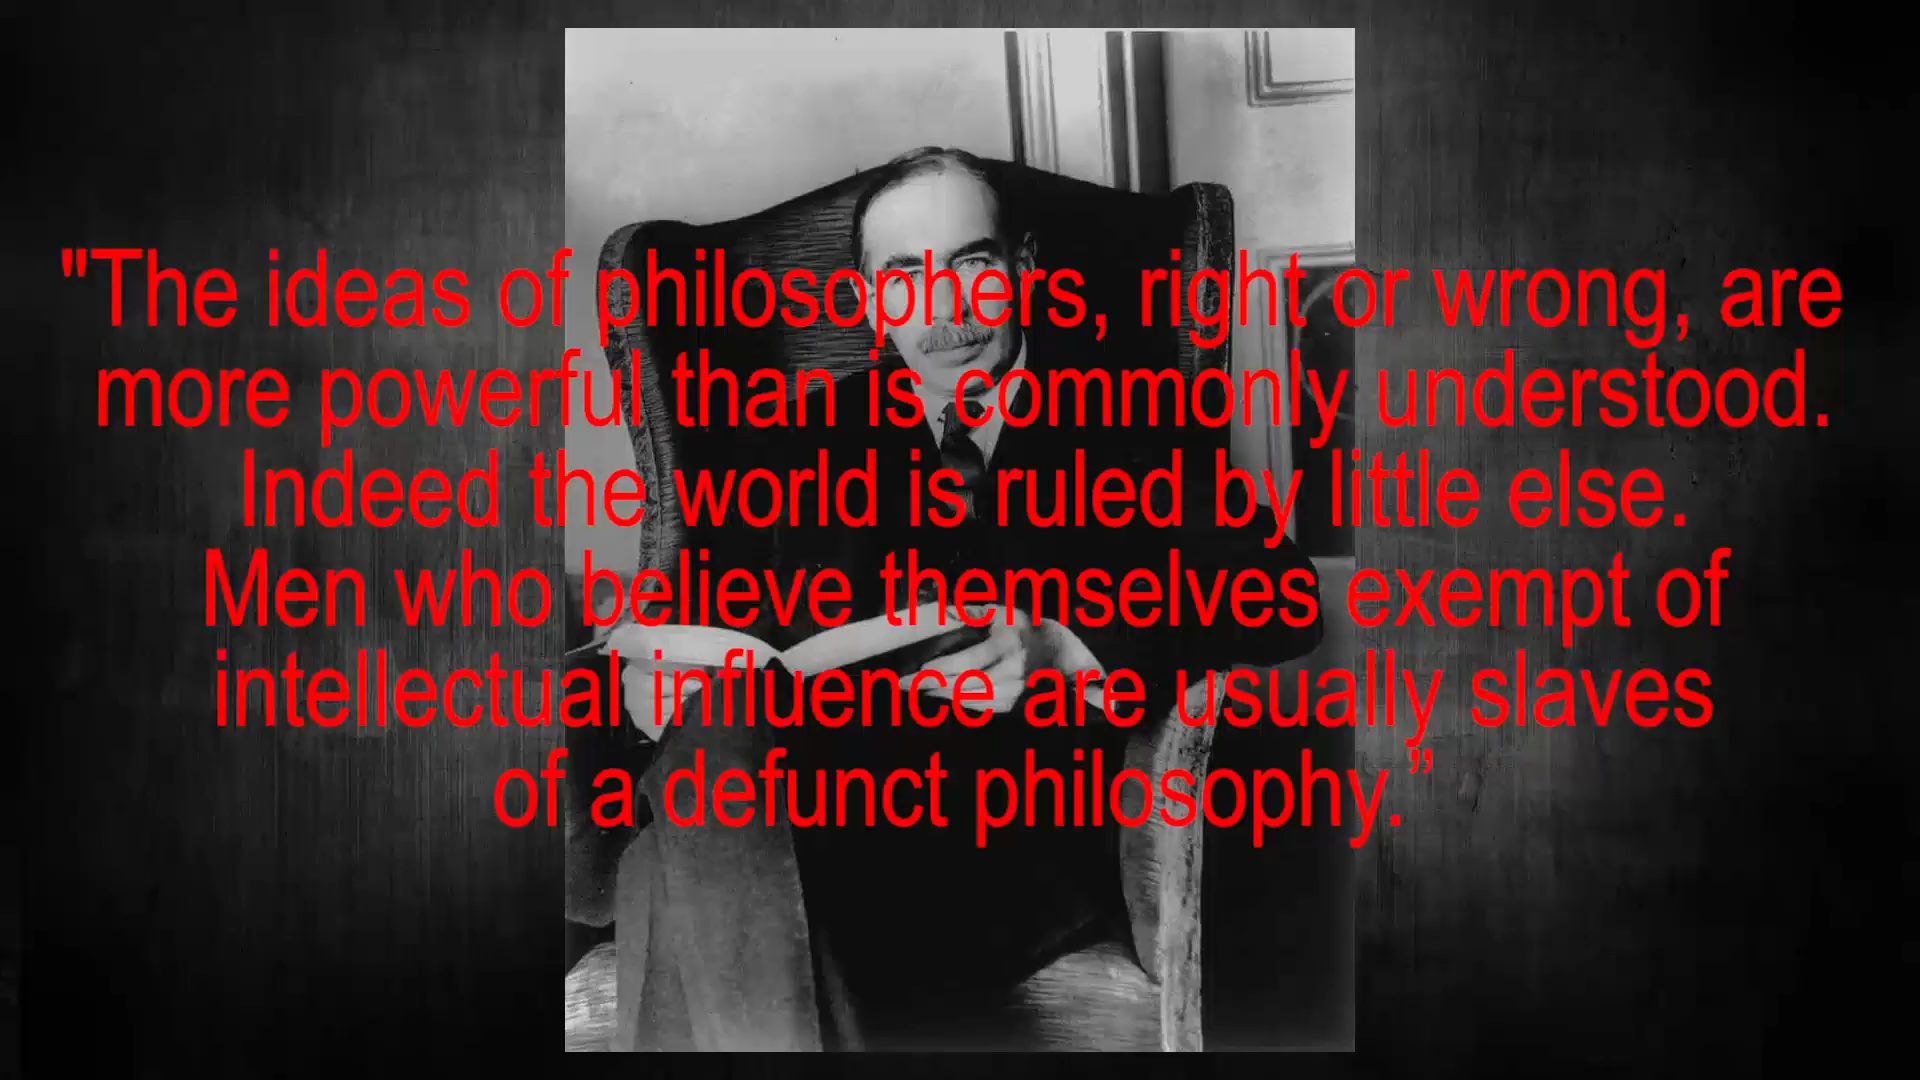 "The ideas of philosophers, right or wrong, are
more powerful than is commonly understood.
Indeed the world is ruled by little else.
Men who believe themselves exempt of
intellectual influence are usually slaves
of a defunct philosophy.”